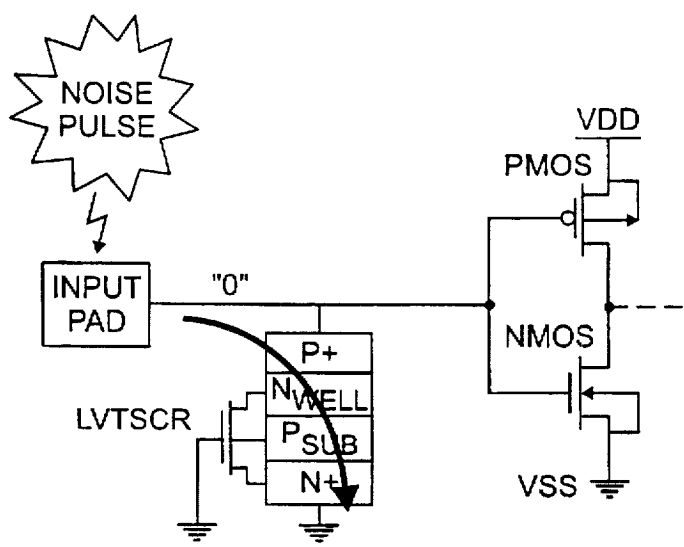 NOISE
PULSE
VDD
PMOS
INPUT
PAD
"0"
P+
NWELL
NMOS
LVTSCR
PSUB
N+
VSS